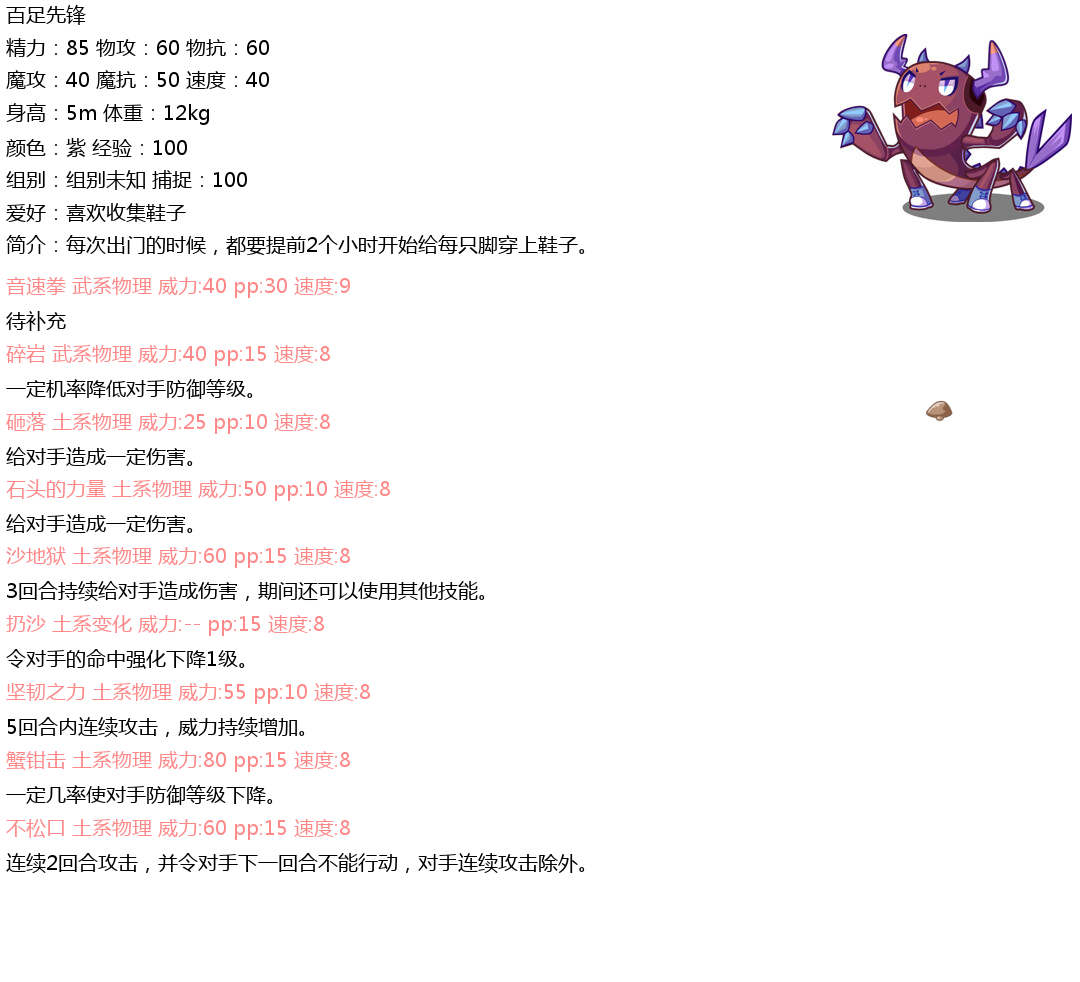 百足先锋
精力：85 物攻：60 物抗：60
魔攻：40 魔抗：50 速度：40
身高：5m 体重：12kg
颜色：紫 经验：100
组别：组别未知 捕捉：100
爱好：喜欢收集鞋子
简介：每次出门的时候，都要提前2个小时开始给每只脚穿上鞋子。
音速拳 武系物理 威力:40 pp:30 速度:9
待补充
碎岩 武系物理 威力:40 pp:15 速度:8
一定机率降低对手防御等级。
砸落 土系物理 威力:25 pp:10 速度:8
给对手造成一定伤害。
石头的力量 土系物理 威力:50 pp:10 速度:8
给对手造成一定伤害。
沙地狱 土系物理 威力:60 pp:15 速度:8
3回合持续给对手造成伤害，期间还可以使用其他技能。
扔沙 土系变化 威力:-- pp:15 速度:8
令对手的命中强化下降1级。
坚韧之力 土系物理 威力:55 pp:10 速度:8
5回合内连续攻击，威力持续增加。
蟹钳击 土系物理 威力:80 pp:15 速度:8
一定几率使对手防御等级下降。
不松口 土系物理 威力:60 pp:15 速度:8
连续2回合攻击，并令对手下一回合不能行动，对手连续攻击除外。